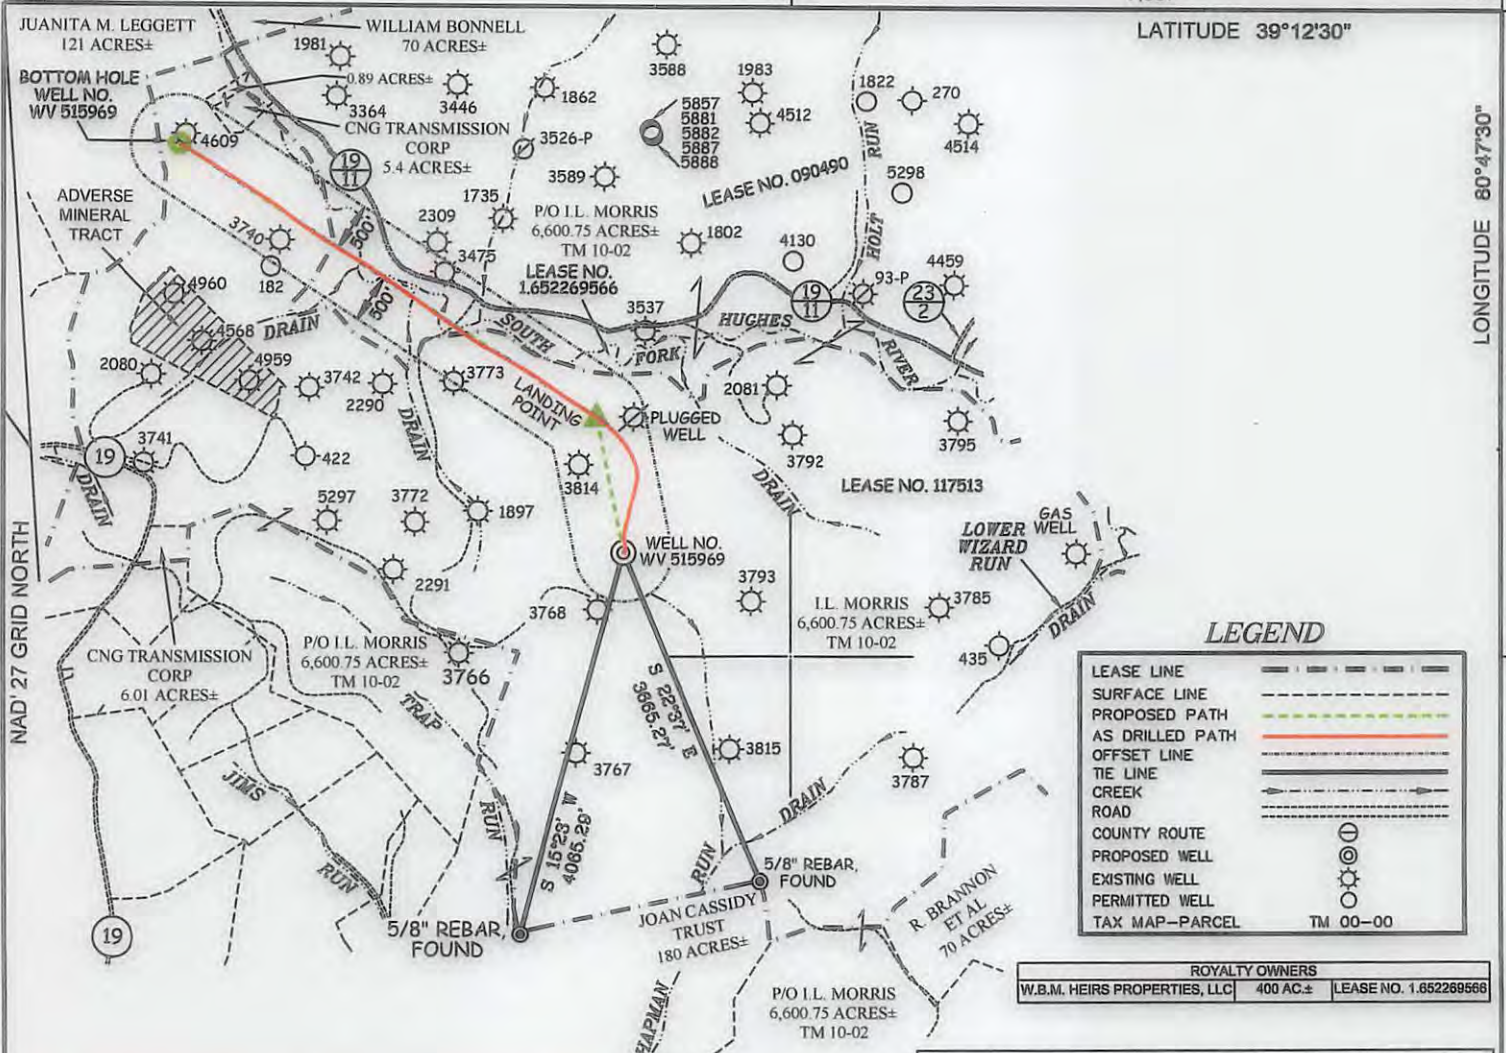 LATITUDE 39°12'30"
LONGITUDE 80°47'30"
NAD'27 GRID NORTH
JUANITA M. LEGGETT
121 ACRES±
WILLIAM BONNELL
70 ACRES±
BOTTOM HOLE
WELL NO.
WV 515969
1981
0.89 ACRES±
3364
3446
CNG TRANSMISSION
CORP
5.4 ACRES±
4609
19
11
1862
3526-P
3588
1983
4512
5857
5881
5882
5887
5888
1822
270
4514
3589
LEASE NO. 090490
RUN
5298
HOLT
ADVERSE
MINERAL
TRACT
3740
182
500'
500'
2309
3475
1735
P/O I.L. MORRIS
6,600.75 ACRES±
TM 10-02
LEASE NO.
1.652269566
1802
4130
19
11
93-P
23
2
4459
4960
4568
4959
2080
DRAIN
3742
2290
3773
SOUTH
FORK
HUGHES
RIVER
3537
2081
LANDING
POINT
PLUGGED
WELL
3792
3795
19
3741
422
DRAIN
DRAIN
3814
DRAIN
LEASE NO. 117513
5297
3772
1897
2291
WELL NO.
WV 515969
LOWER
WIZARD
RUN
GAS
WELL
DRAIN
3793
3768
I.L. MORRIS
6,600.75 ACRES±
TM 10-02
3785
435
CNG TRANSMISSION
CORP
6.01 ACRES±
P/O I.L. MORRIS
6,600.75 ACRES±
TM 10-02
3766
TRAP
RUN
JIMS
RUN
S 22°37' E
3665.27'
S 15°23' W
4065.29'
3767
3815
3787
DRAIN
RUN
19
5/8" REBAR,
FOUND
5/8" REBAR,
FOUND
JOAN CASSIDY
TRUST
180 ACRES±
R. BRANNON
ET AL
70 ACRES±
P/O I.L. MORRIS
6,600.75 ACRES±
TM 10-02
LEGEND
LEASE LINE
SURFACE LINE
PROPOSED PATH
AS DRILLED PATH
OFFSET LINE
TIE LINE
CREEK
ROAD
COUNTY ROUTE
PROPOSED WELL
EXISTING WELL
PERMITTED WELL
TAX MAP-PARCEL TM 00-00
ROYALTY OWNERS
W.B.M. HEIRS PROPERTIES, LLC 400 AC.± LEASE NO. 1.652269566